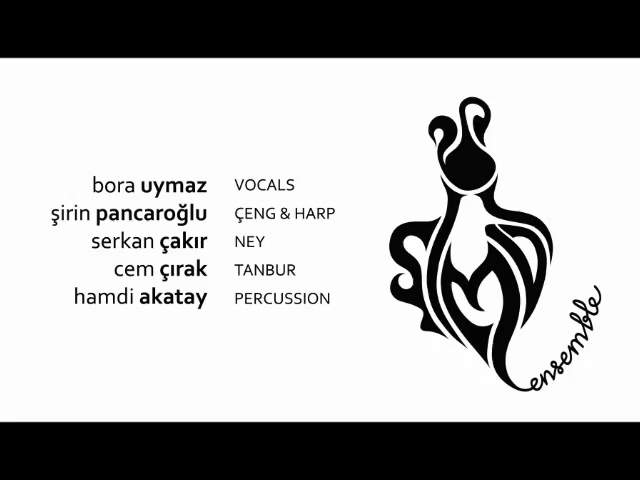 bora uymaz VOCALS
şirin pancaroğlu ÇENG & HARP
serkan çakır NEY
cem çırak TANBUR
hamdi akatay PERCUSSION
ensemble